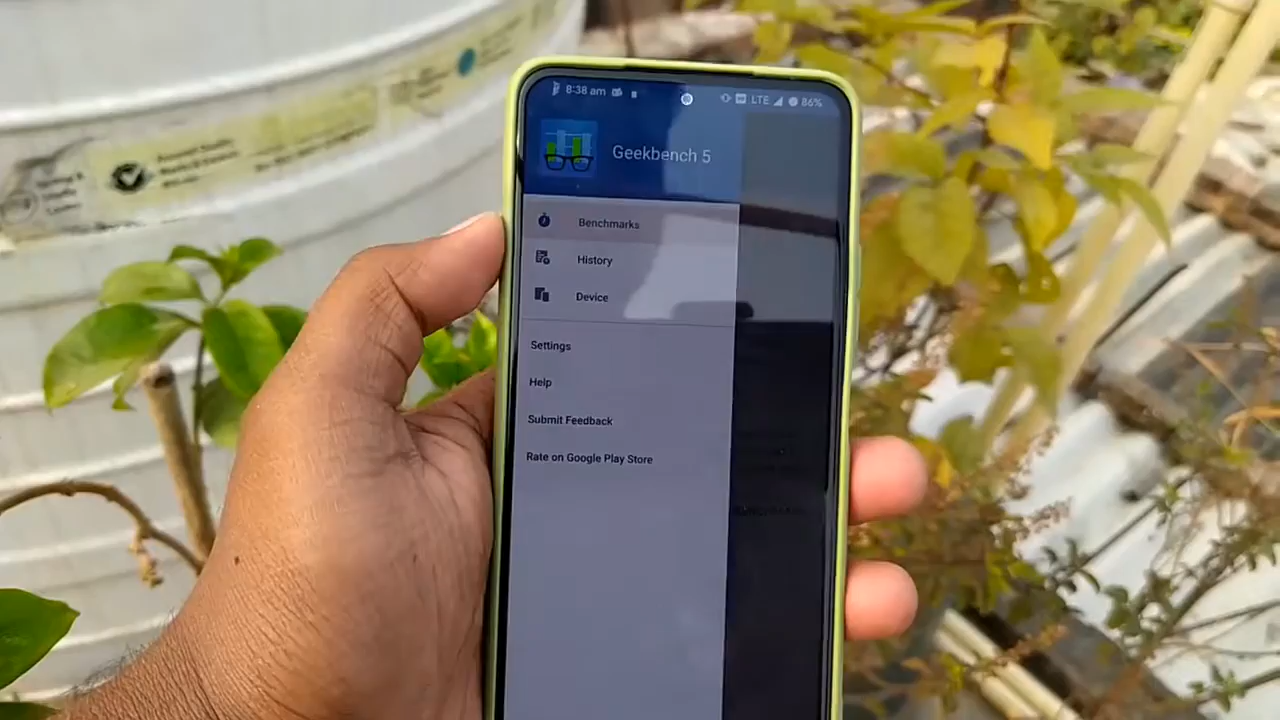 8:38 am LTE 86%
Geekbench 5
Benchmarks
History
Device
Settings
Help
Submit Feedback
Rate on Google Play Store